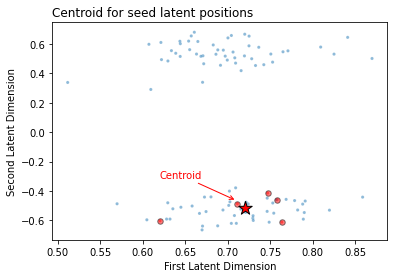 Centroid for seed latent positions
Second Latent Dimension
0.6
0.4
0.2
0.0
−0.2
−0.4
−0.6
Centroid
0.50 0.55 0.60 0.65 0.70 0.75 0.80 0.85
First Latent Dimension